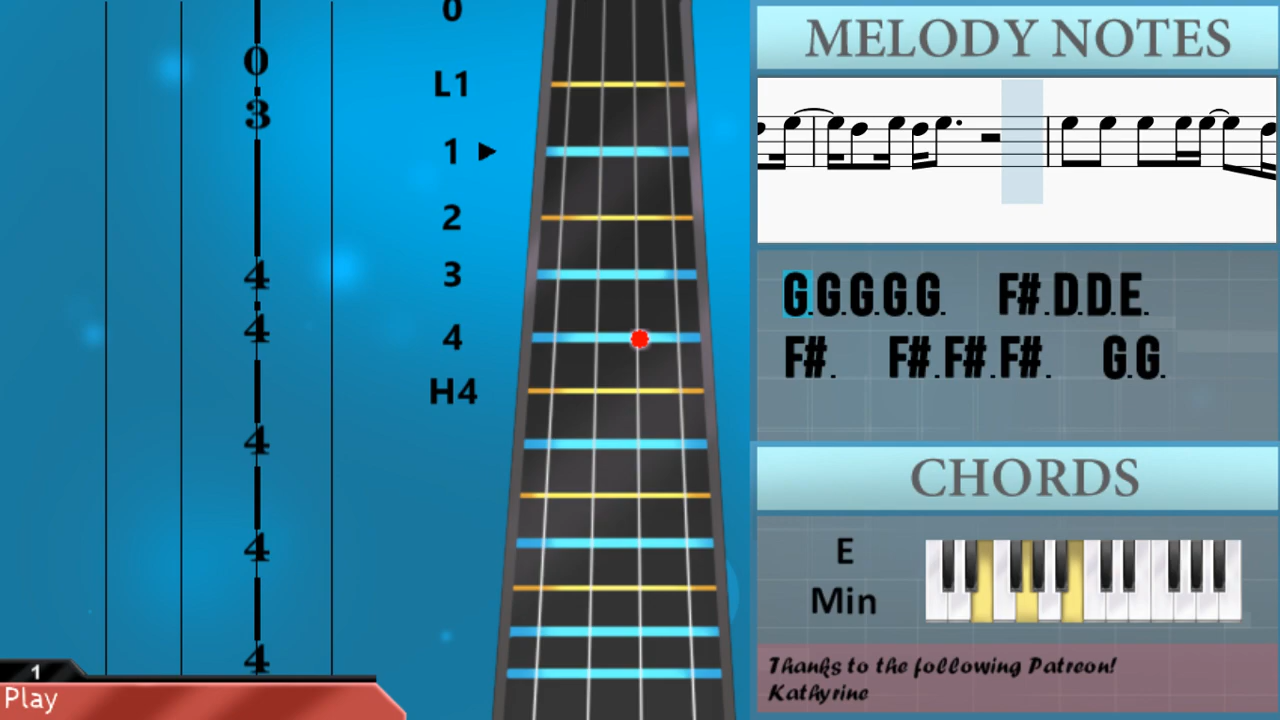 0
0
3
4
4
4
4
4
L1
1
2
3
4
H4
MELODY NOTES
G.G.G.G.G. F#.D.D.E.
F#. F#.F#.F#. G.G.
CHORDS
E
Min
Thanks to the following Patreon!
Kathyrine
1
Play